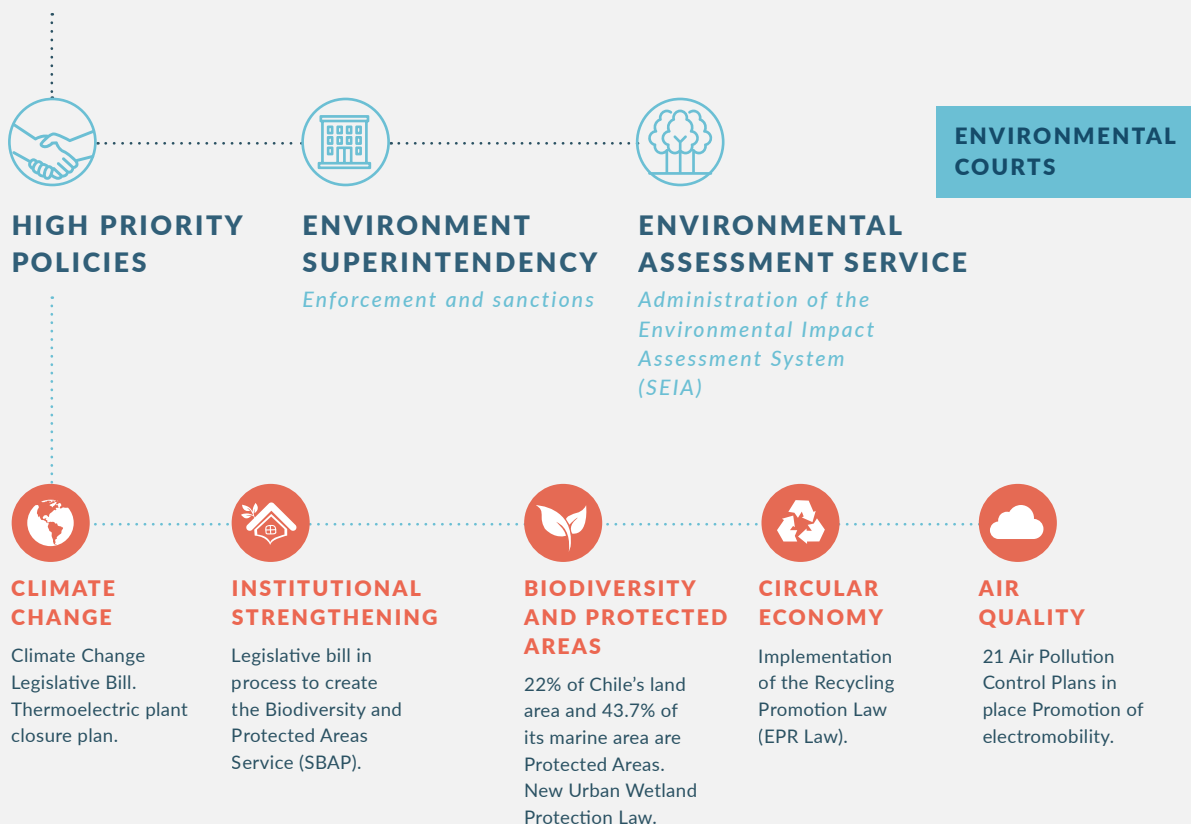 ENVIRONMENTAL
COURTS
HIGH PRIORITY
POLICIES
ENVIRONMENT
SUPERINTENDENCY
Enforcement and sanctions
ENVIRONMENTAL
ASSESSMENT SERVICE
Administration of the
Environmental Impact
Assessment System
(SEIA)
CLIMATE
CHANGE
Climate Change
Legislative Bill.
Thermoelectric plant
closure plan.
INSTITUTIONAL
STRENGTHENING
Legislative bill in
process to create
the Biodiversity and
Protected Areas
Service (SBAP).
BIODIVERSITY
AND PROTECTED
AREAS
22% of Chile’s land
area and 43.7% of
its marine area are
Protected Areas.
New Urban Wetland
Protection Law.
CIRCULAR
ECONOMY
Implementation
of the Recycling
Promotion Law
(EPR Law).
AIR
QUALITY
21 Air Pollution
Control Plans in
place Promotion of
electromobility.